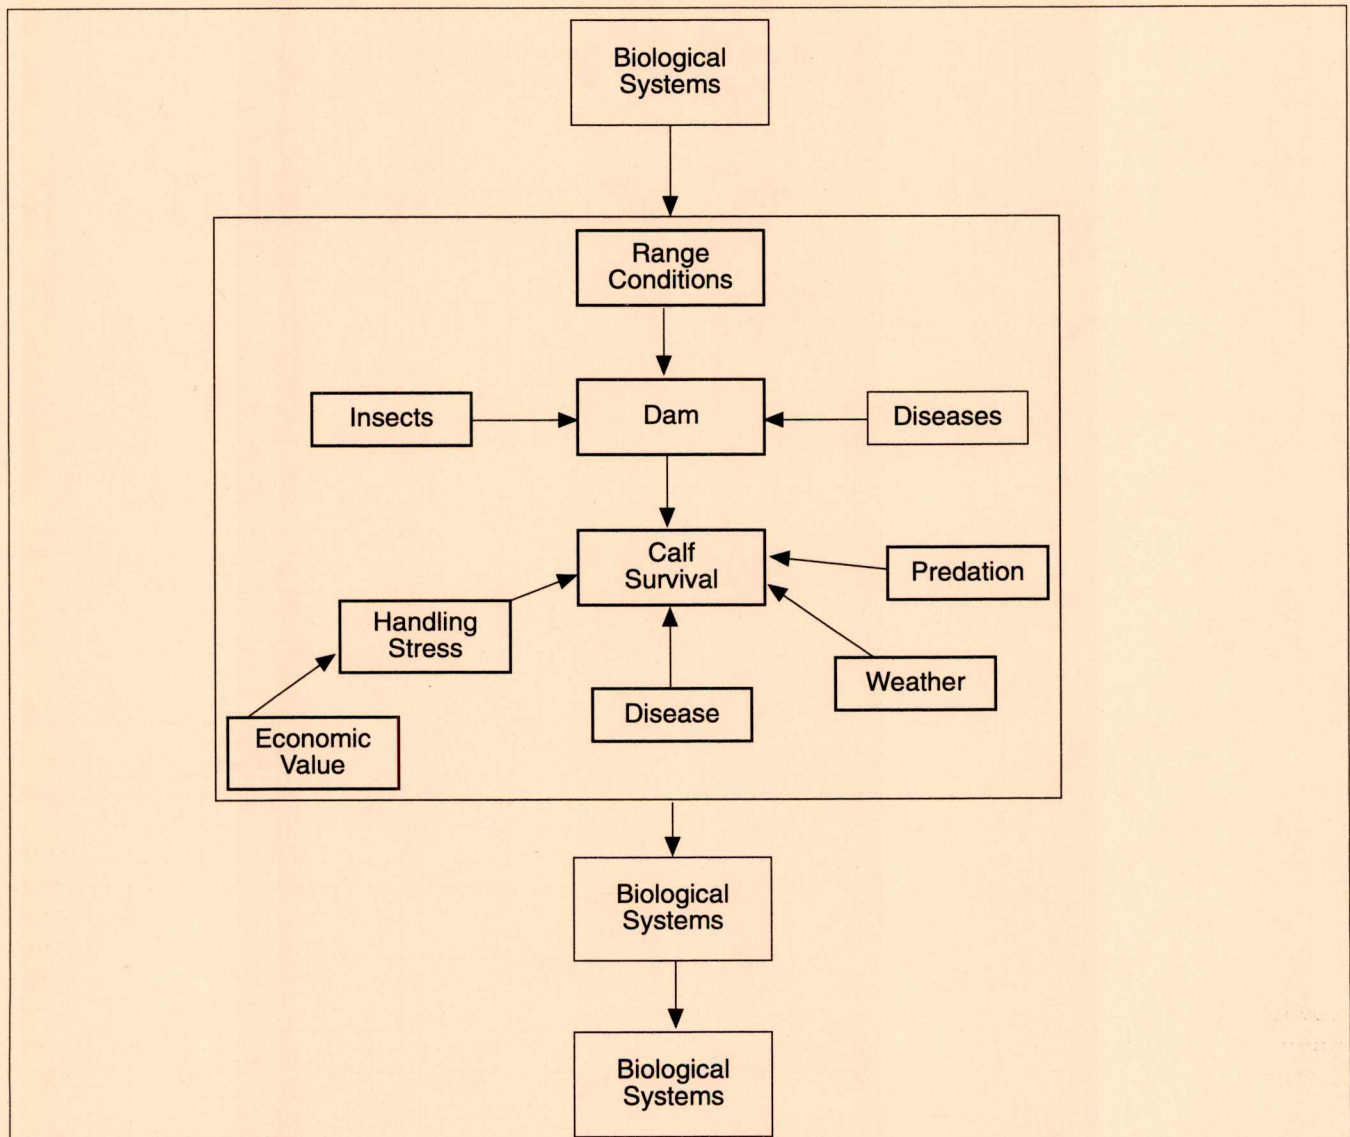 Biological
Systems
Range
Conditions
Insects
Dam
Diseases
Calf
Survival
Predation
Handling
Stress
Weather
Disease
Economic
Value
Biological
Systems
Biological
Systems